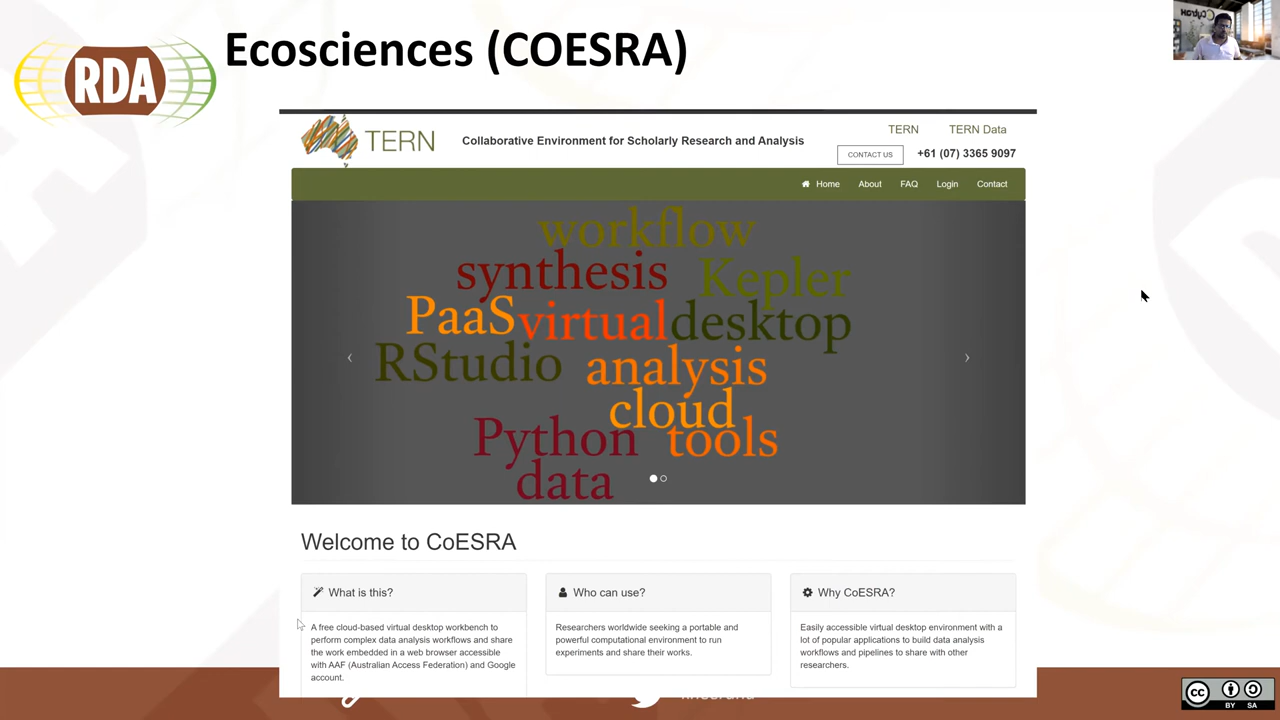 Ecosciences (COESRA)
RDA
TERN
Collaborative Environment for Scholarly Research and Analysis
TERN TERN Data
CONTACT US +61 (07) 3365 9097
Home About FAQ Login Contact
workflow
synthesis Kepler
PaaS virtual desktop
RStudio analysis
cloud
Python tools
data
Welcome to CoESRA
What is this?
A free cloud-based virtual desktop workbench to
perform complex data analysis workflows and share
the work embedded in a web browser accessible
with AAF (Australian Access Federation) and Google
account.
Who can use?
Researchers worldwide seeking a portable and
powerful computational environment to run
experiments and share their works.
Why CoESRA?
Easily accessible virtual desktop environment with a
lot of popular applications to build data analysis
workflows and pipelines to share with other
researchers.
cc
BY SA